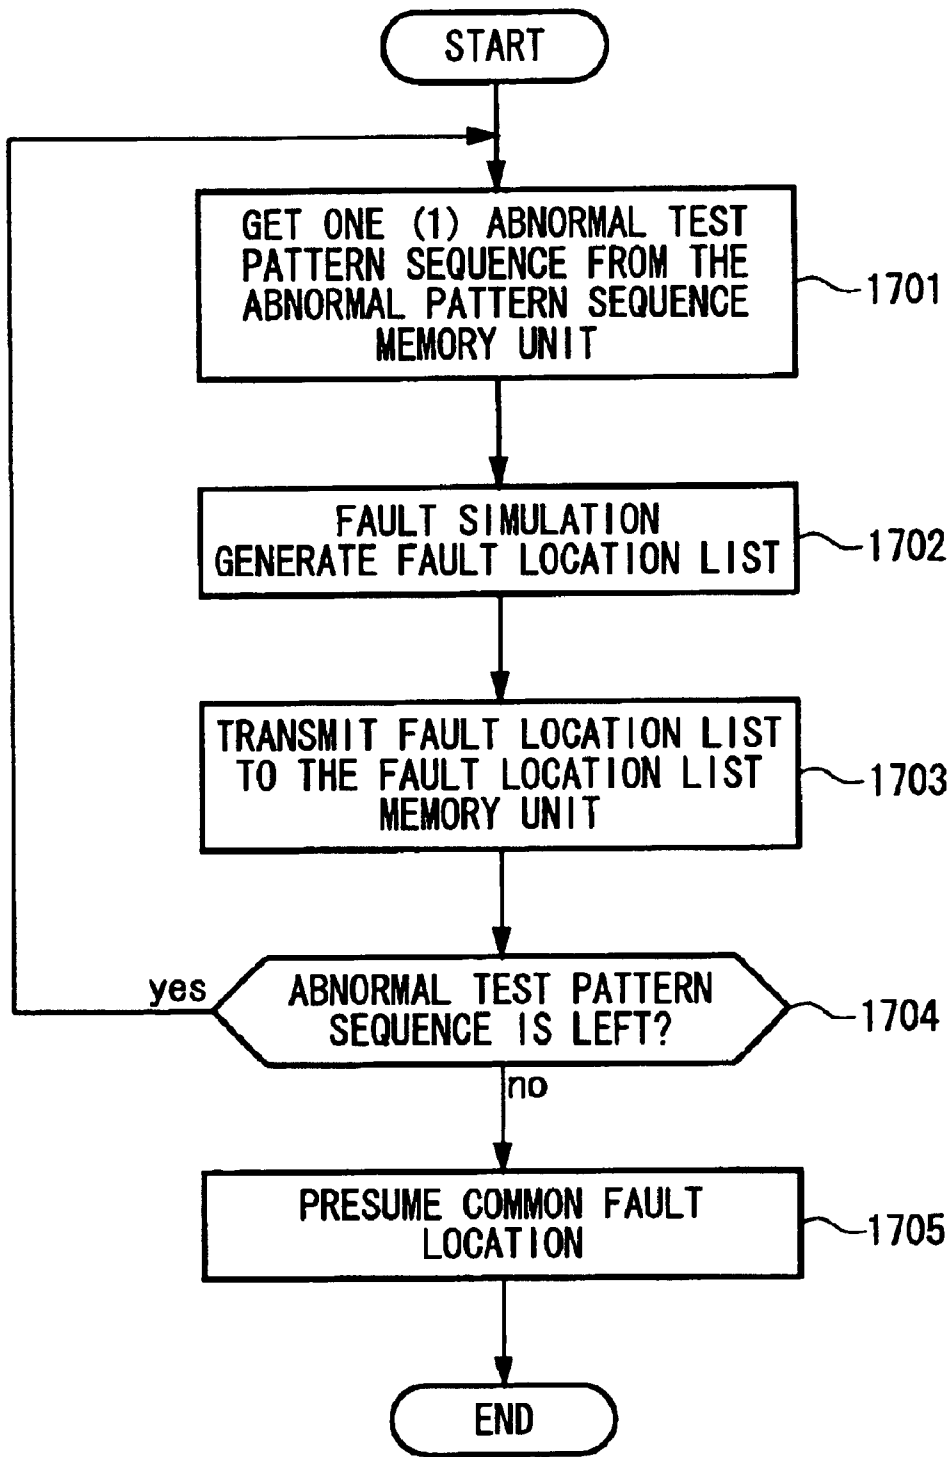 START
GET ONE (1) ABNORMAL TEST
PATTERN SEQUENCE FROM THE
ABNORMAL PATTERN SEQUENCE
MEMORY UNIT
1701
FAULT SIMULATION
GENERATE FAULT LOCATION LIST
1702
TRANSMIT FAULT LOCATION LIST
TO THE FAULT LOCATION LIST
MEMORY UNIT
1703
yes
ABNORMAL TEST PATTERN
SEQUENCE IS LEFT?
1704
no
PRESUME COMMON FAULT
LOCATION
1705
END